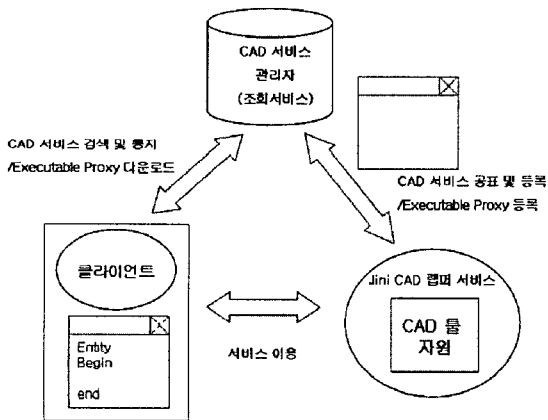 CAD 서비스
관리자
(조회서비스)
CAD 서비스 검색 및 통지
/Executable Proxy 다운로드
CAD 서비스 공표 및 등록
/Executable Proxy 등록
클라이언트
Entity
Begin
end
서비스 이용
Jini CAD 랩퍼 서비스
CAD 툴
자원